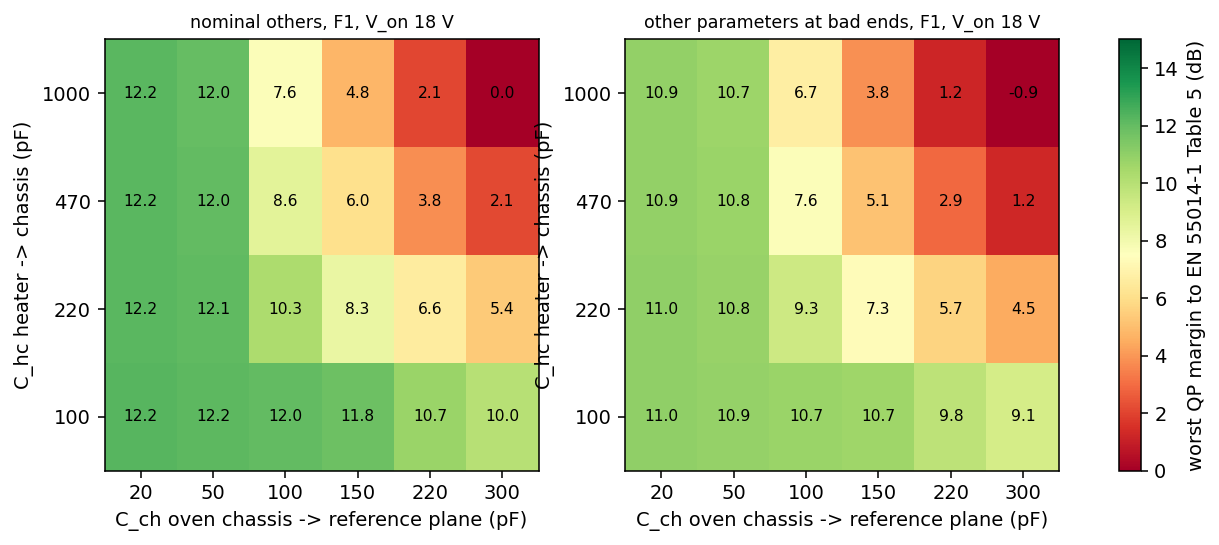 nominal others, F1, V_on 18 V
C_hc heater -> chassis (pF)
1000 12.2 12.0 7.6 4.8 2.1 0.0
470 12.2 12.0 8.6 6.0 3.8 2.1
220 12.2 12.1 10.3 8.3 6.6 5.4
100 12.2 12.2 12.0 11.8 10.7 10.0
20 50 100 150 220 300
C_ch oven chassis -> reference plane (pF)
other parameters at bad ends, F1, V_on 18 V
C_hc heater -> chassis (pF)
1000 10.9 10.7 6.7 3.8 1.2 -0.9
470 10.9 10.8 7.6 5.1 2.9 1.2
220 11.0 10.8 9.3 7.3 5.7 4.5
100 11.0 10.9 10.7 10.7 9.8 9.1
20 50 100 150 220 300
C_ch oven chassis -> reference plane (pF)
14
12
10
8
6
4
2
0
worst QP margin to EN 55014-1 Table 5 (dB)